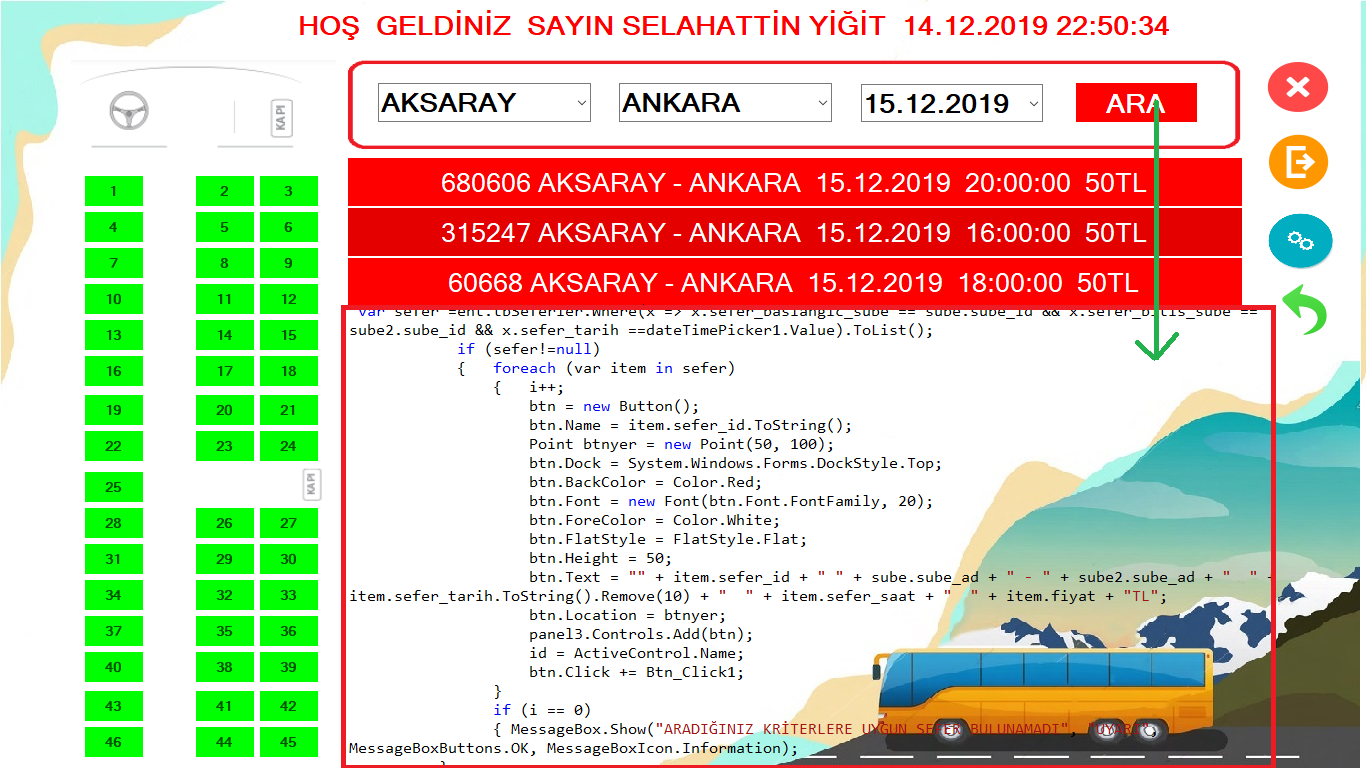 HOŞ GELDİNİZ SAYIN SELAHATTİN YİĞİT 14.12.2019 22:50:34
AKSARAY ANKARA 15.12.2019 ARA
KAPI
680606 AKSARAY - ANKARA 15.12.2019 20:00:00 50TL
315247 AKSARAY - ANKARA 15.12.2019 16:00:00 50TL
60668 AKSARAY - ANKARA 15.12.2019 18:00:00 50TL
1 2 3
4 5 6
7 8 9
10 11 12
13 14 15
16 17 18
19 20 21
22 23 24
25 KAPI
28 26 27
31 29 30
34 32 33
37 35 36
40 38 39
43 41 42
46 44 45
var sefer =ent.tbSeferler.Where(x => x.sefer_baslangic_sube == sube.sube_id && x.sefer_bitis_sube ==
sube2.sube_id && x.sefer_tarih ==dateTimePicker1.Value).ToList();
if (sefer!=null)
{ foreach (var item in sefer)
{ i++;
btn = new Button();
btn.Name = item.sefer_id.ToString();
Point btnyer = new Point(50, 100);
btn.Dock = System.Windows.Forms.DockStyle.Top;
btn.BackColor = Color.Red;
btn.Font = new Font(btn.Font.FontFamily, 20);
btn.ForeColor = Color.White;
btn.FlatStyle = FlatStyle.Flat;
btn.Height = 50;
btn.Text = "" + item.sefer_id + " " + sube.sube_ad + " - " + sube2.sube_ad + "  " +
item.sefer_tarih.ToString().Remove(10) + "  " + item.sefer_saat + "  " + item.fiyat + "TL";
btn.Location = btnyer;
panel3.Controls.Add(btn);
id = ActiveControl.Name;
btn.Click += Btn_Click1;
}
if (i == 0)
{ MessageBox.Show("ARADIĞINIZ KRİTERLERE UYGUN SEFER BULUNAMADI", "UYARI",
MessageBoxButtons.OK, MessageBoxIcon.Information);
}